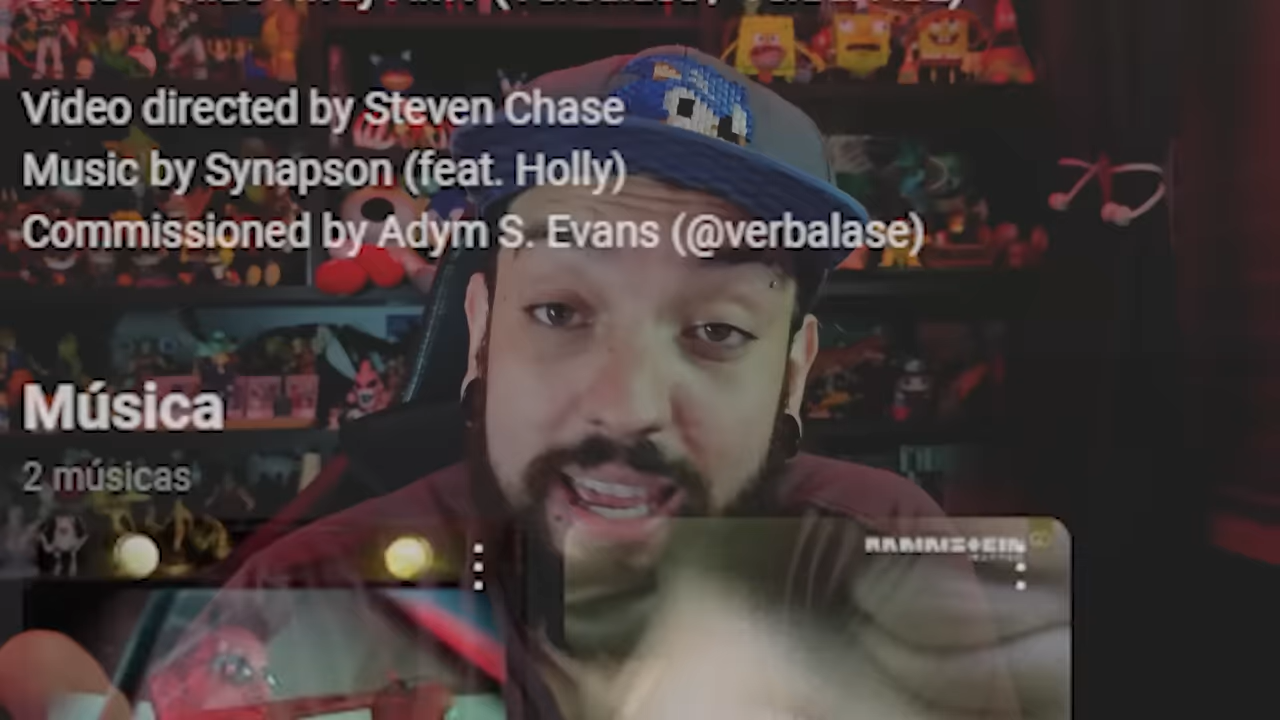 Video directed by Steven Chase
Music by Synapson (feat. Holly)
Commissioned by Adym S. Evans (@verbalase)
Música
2 músicas
RAMMSTEIN